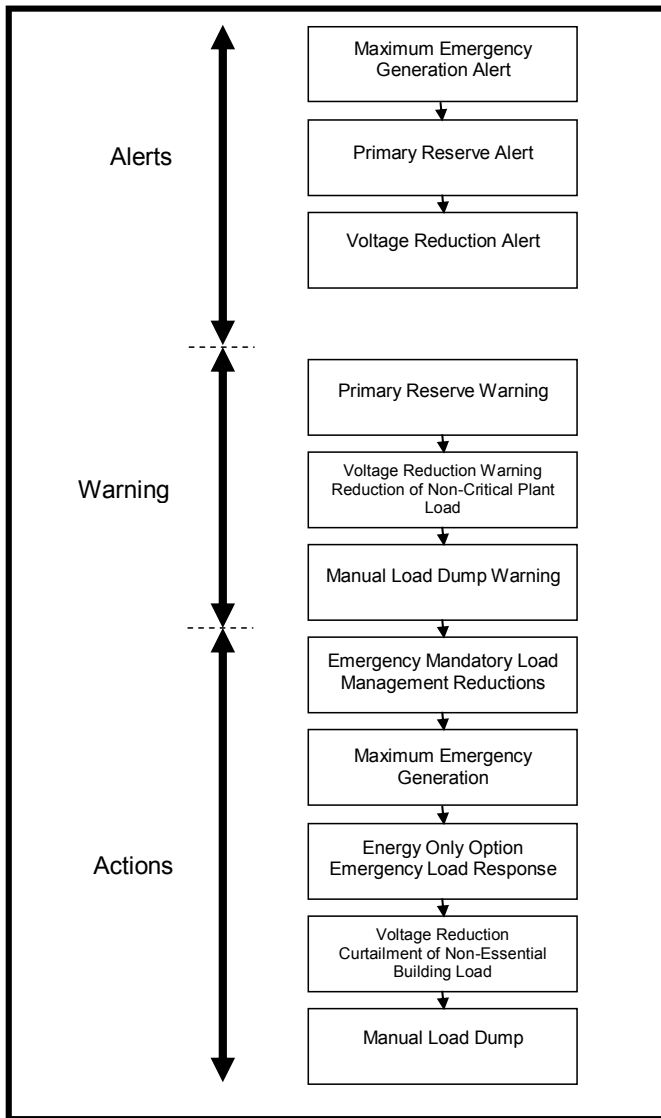 Maximum Emergency
Generation Alert
Alerts
Primary Reserve Alert
Voltage Reduction Alert
Primary Reserve Warning
Warning
Voltage Reduction Warning
Reduction of Non-Critical Plant
Load
Manual Load Dump Warning
Emergency Mandatory Load
Management Reductions
Maximum Emergency
Generation
Actions
Energy Only Option
Emergency Load Response
Voltage Reduction
Curtailment of Non-Essential
Building Load
Manual Load Dump